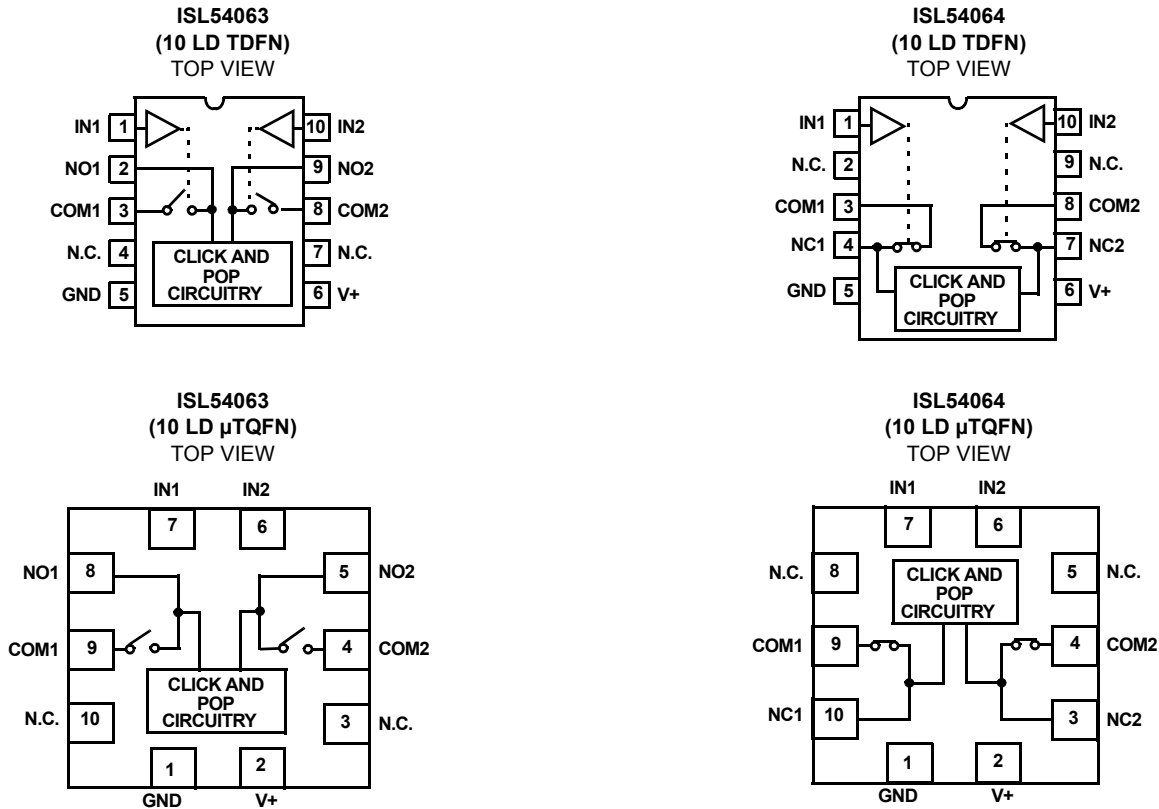 ISL54063
(10 LD TDFN)
TOP VIEW
IN1 1 10 IN2
NO1 2 9 NO2
COM1 3 8 COM2
N.C. 4 7 N.C.
GND 5 6 V+
CLICK AND
POP
CIRCUITRY
ISL54064
(10 LD TDFN)
TOP VIEW
IN1 1 10 IN2
N.C. 2 9 N.C.
COM1 3 8 COM2
NC1 4 7 NC2
GND 5 6 V+
CLICK AND
POP
CIRCUITRY
ISL54063
(10 LD µTQFN)
TOP VIEW
IN1 IN2
7 6
NO1 8 5 NO2
COM1 9 4 COM2
CLICK AND
POP
CIRCUITRY
N.C. 10 3 N.C.
1 2
GND V+
ISL54064
(10 LD µTQFN)
TOP VIEW
IN1 IN2
7 6
N.C. 8 5 N.C.
CLICK AND
POP
CIRCUITRY
COM1 9 4 COM2
NC1 10 3 NC2
1 2
GND V+